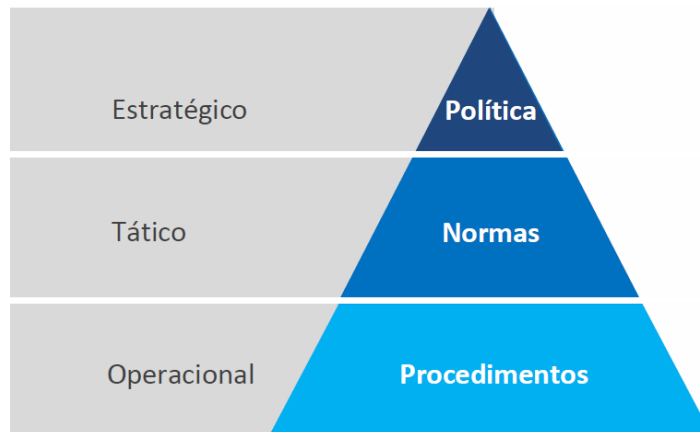 Estratégico
Política
Tático
Normas
Operacional
Procedimentos